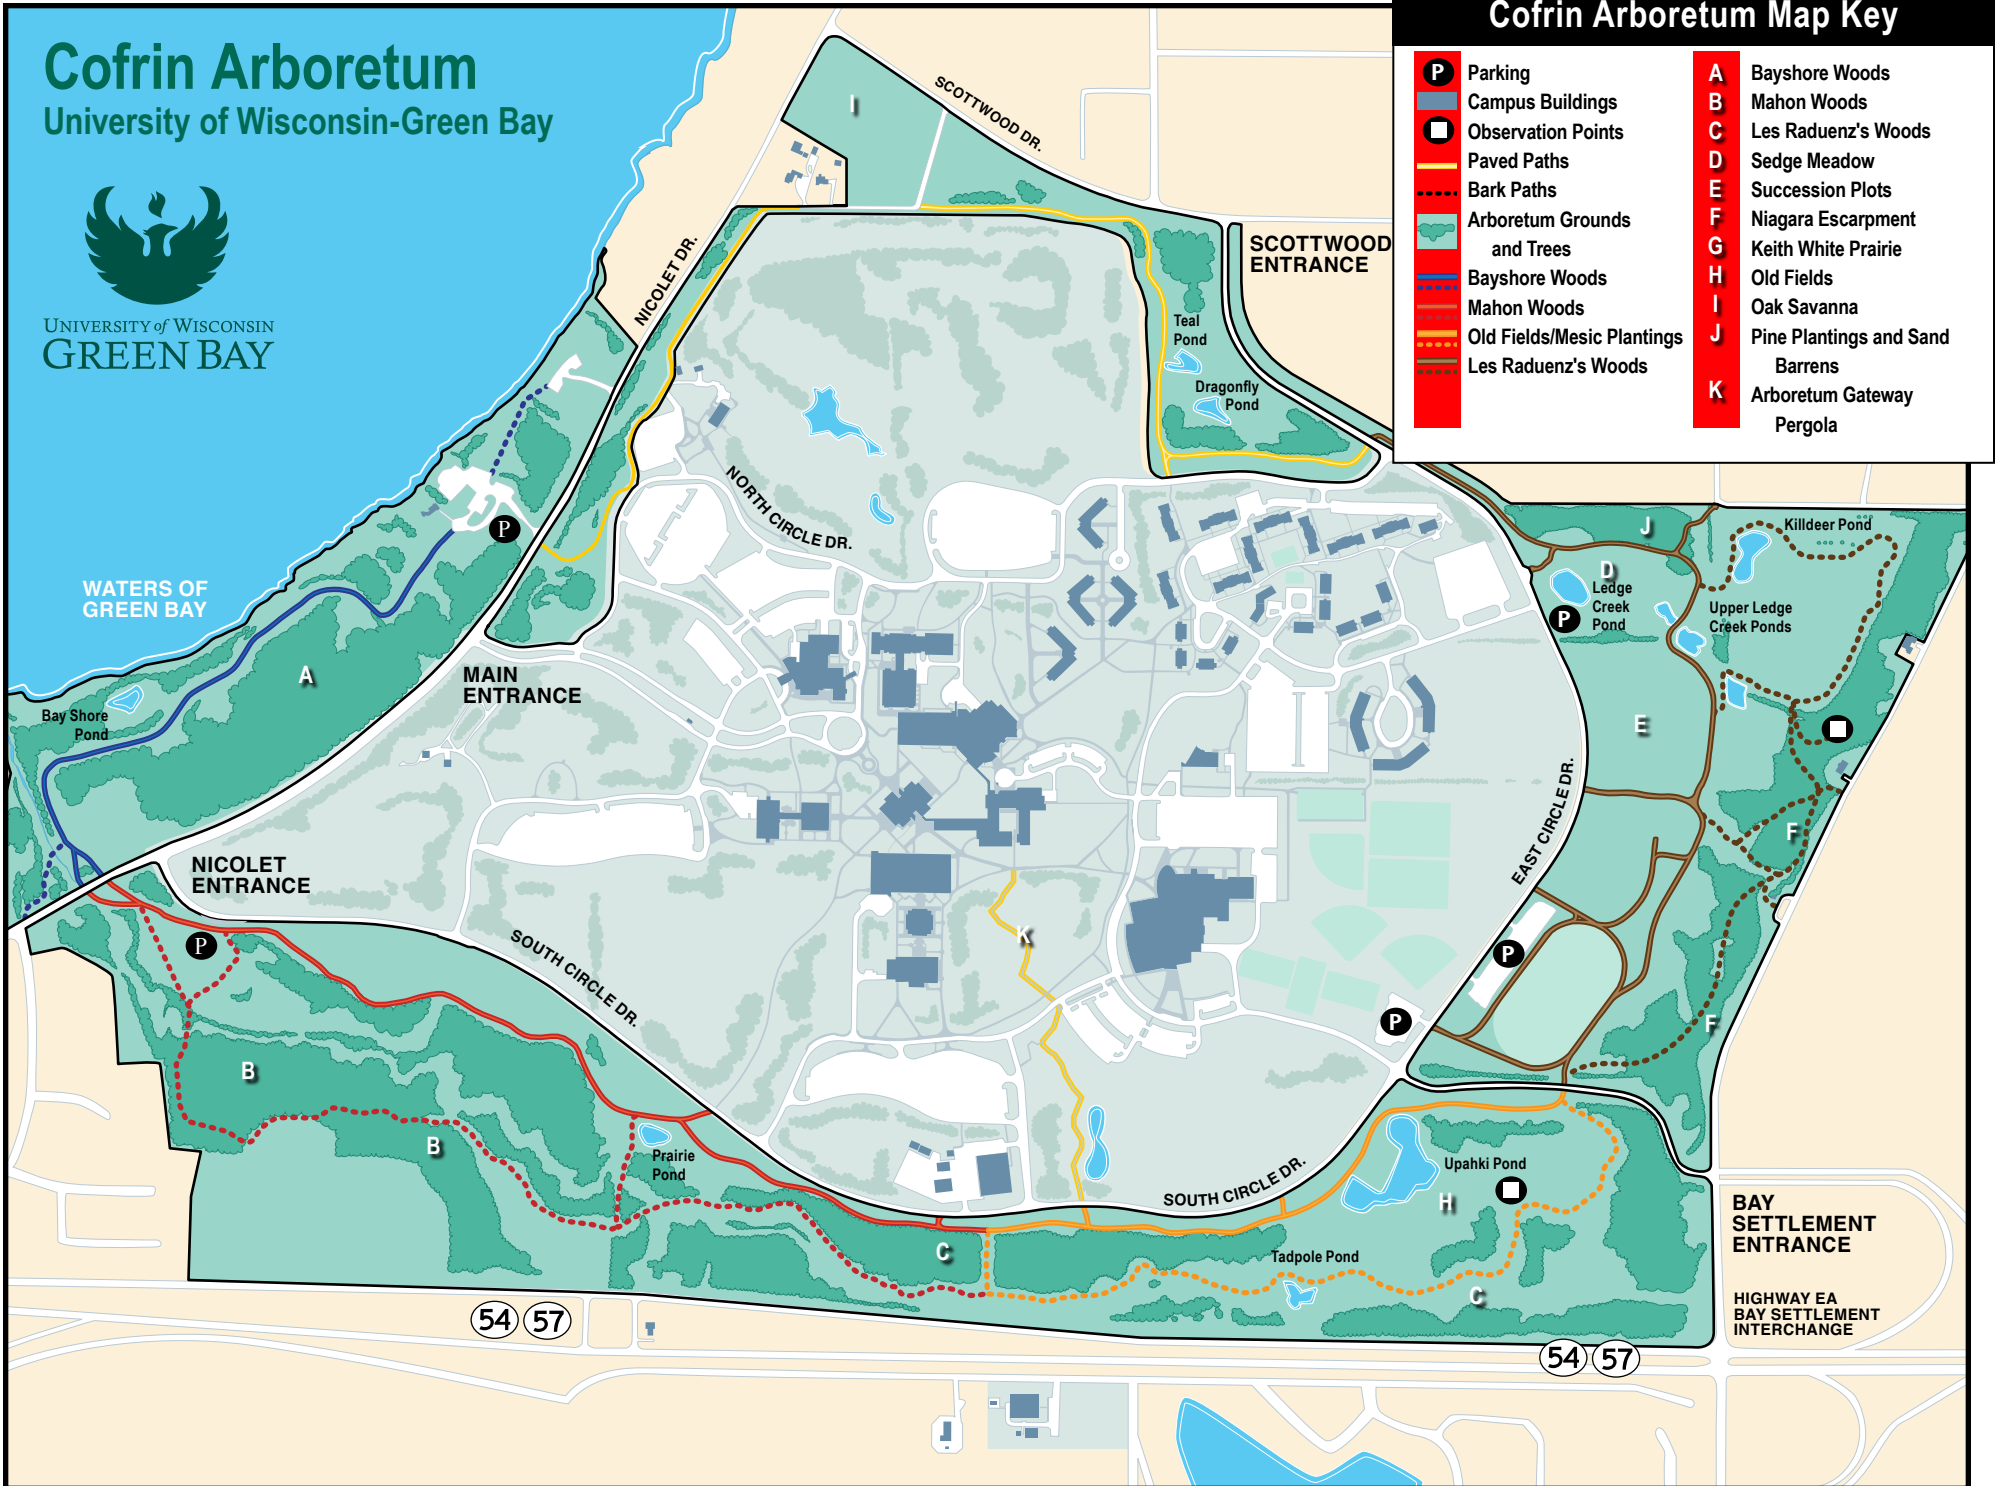 Cofrin Arboretum
University of Wisconsin-Green Bay
UNIVERSITY of WISCONSIN
GREEN BAY
Cofrin Arboretum Map Key
P Parking
Campus Buildings
Observation Points
Paved Paths
Bark Paths
Arboretum Grounds
and Trees
Bayshore Woods
Mahon Woods
Old Fields/Mesic Plantings
Les Raduenz's Woods
A Bayshore Woods
B Mahon Woods
C Les Raduenz's Woods
D Sedge Meadow
E Succession Plots
F Niagara Escarpment
G Keith White Prairie
H Old Fields
I Oak Savanna
J Pine Plantings and Sand
Barrens
K Arboretum Gateway
Pergola
I
SCOTTWOOD DR.
NICOLET DR.
SCOTTWOOD
ENTRANCE
Teal
Pond
Dragonfly
Pond
NORTH CIRCLE DR.
P
J
Killdeer Pond
D
Ledge
Creek
Pond
P
Upper Ledge
Creek Ponds
WATERS OF
GREEN BAY
A
MAIN
ENTRANCE
Bay Shore
Pond
E
EAST CIRCLE DR.
F
NICOLET
ENTRANCE
P
SOUTH CIRCLE DR.
K
P
P
F
B
B
Prairie
Pond
SOUTH CIRCLE DR.
Upahki Pond
H
C
Tadpole Pond
C
BAY
SETTLEMENT
ENTRANCE
HIGHWAY EA
BAY SETTLEMENT
INTERCHANGE
54 57
54 57